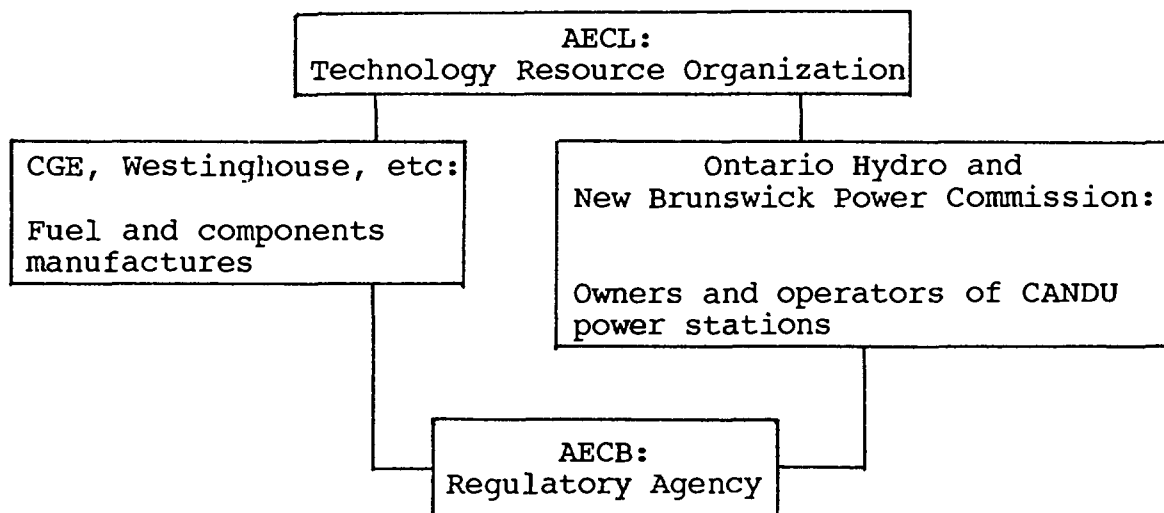 AECL:
Technology Resource Organization
CGE, Westinghouse, etc:
Fuel and components
manufactures
Ontario Hydro and
New Brunswick Power Commission:
Owners and operators of CANDU
power stations
AECB:
Regulatory Agency